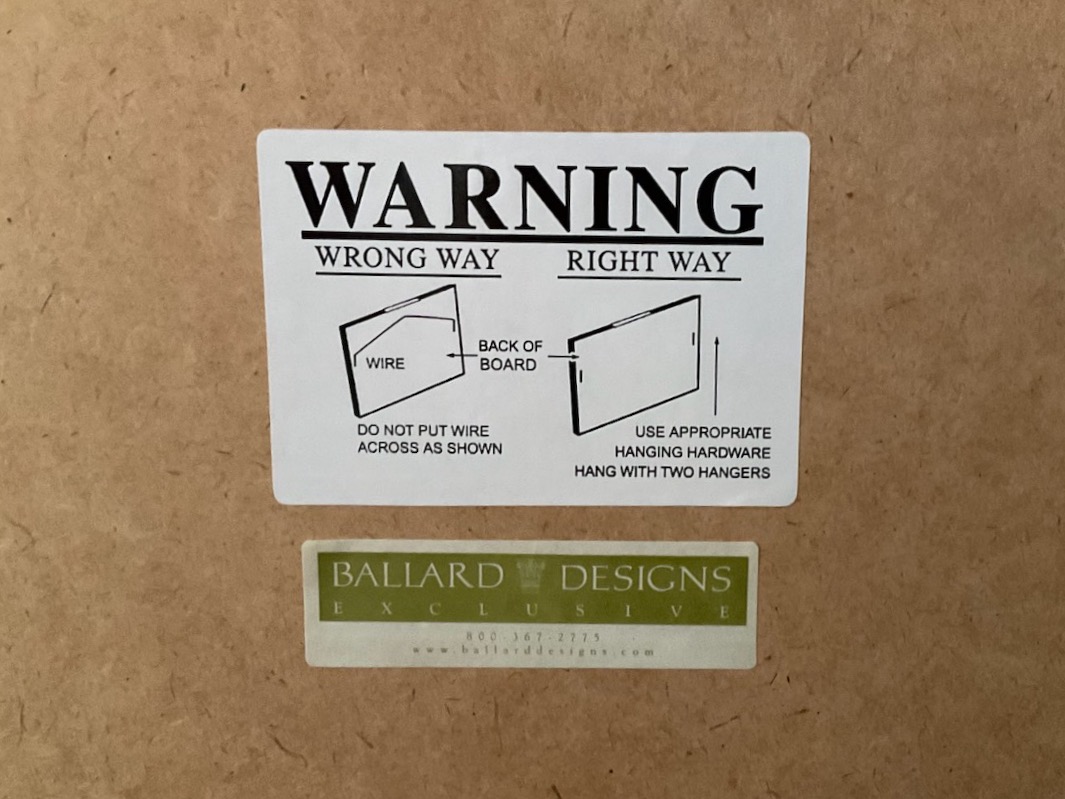 WARNING
WRONG WAY
RIGHT WAY
WIRE
BACK OF
BOARD
DO NOT PUT WIRE
ACROSS AS SHOWN
USE APPROPRIATE
HANGING HARDWARE
HANG WITH TWO HANGERS
BALLARD DESIGNS
EXCLUSIVE
800-367-2775
www.ballarddesigns.com